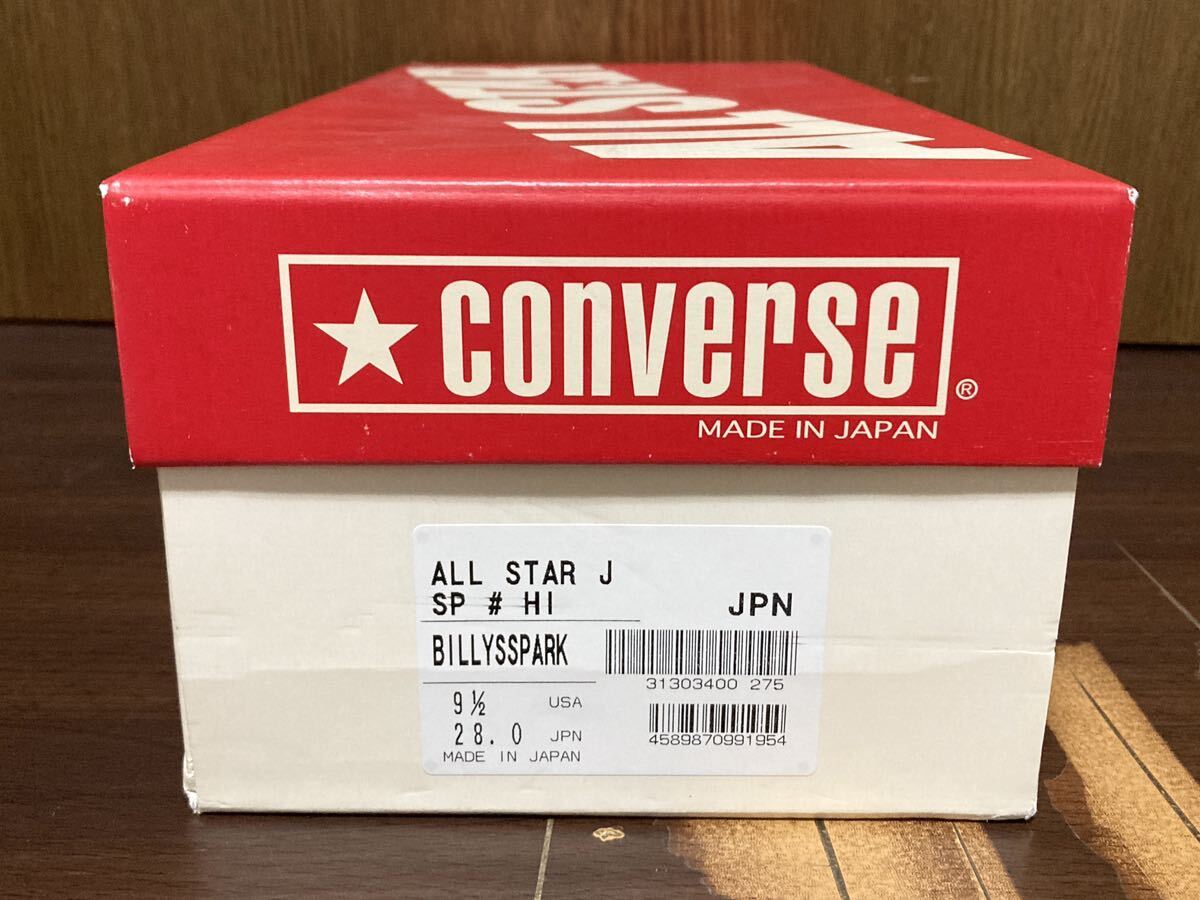 ALL STAR
CONVERSE®
MADE IN JAPAN
ALL STAR J
SP # HI
JPN
BILLYSSPARK
31303400 275
9½ USA
28.0 JPN
4589870991954
MADE IN JAPAN